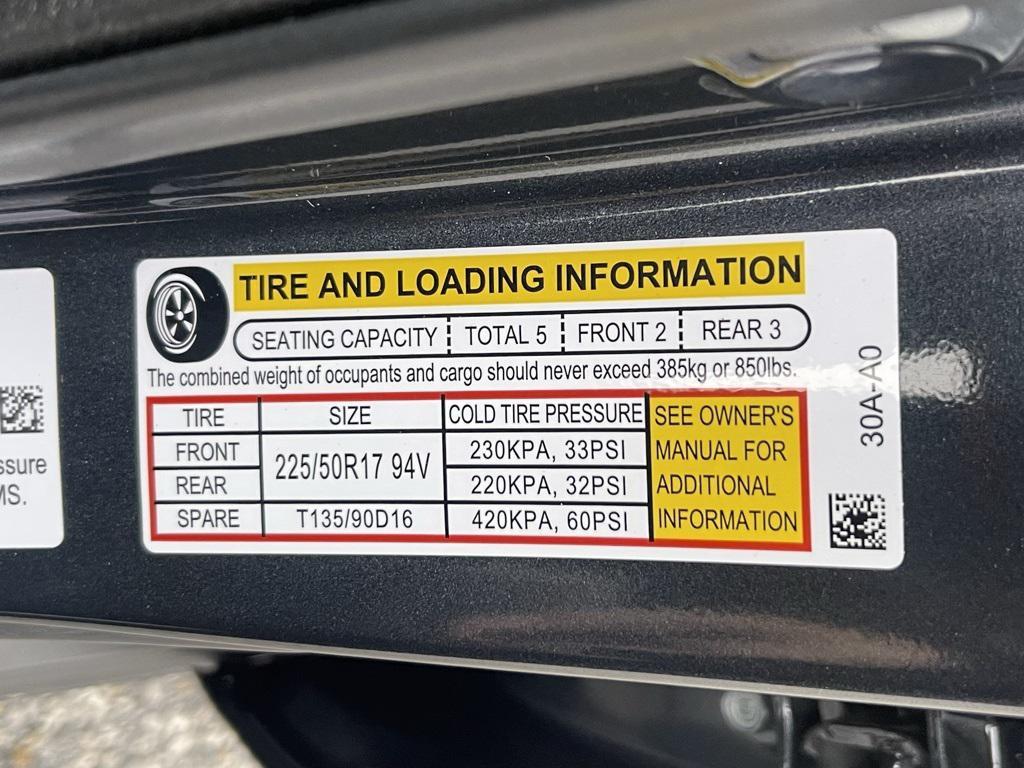 TIRE AND LOADING INFORMATION
SEATING CAPACITY TOTAL 5 FRONT 2 REAR 3
The combined weight of occupants and cargo should never exceed 385kg or 850lbs.
TIRE SIZE COLD TIRE PRESSURE SEE OWNER'S
FRONT 225/50R17 94V 230KPA, 33PSI MANUAL FOR
REAR 220KPA, 32PSI ADDITIONAL
SPARE T135/90D16 420KPA, 60PSI INFORMATION
30A-A0
ssure
MS.